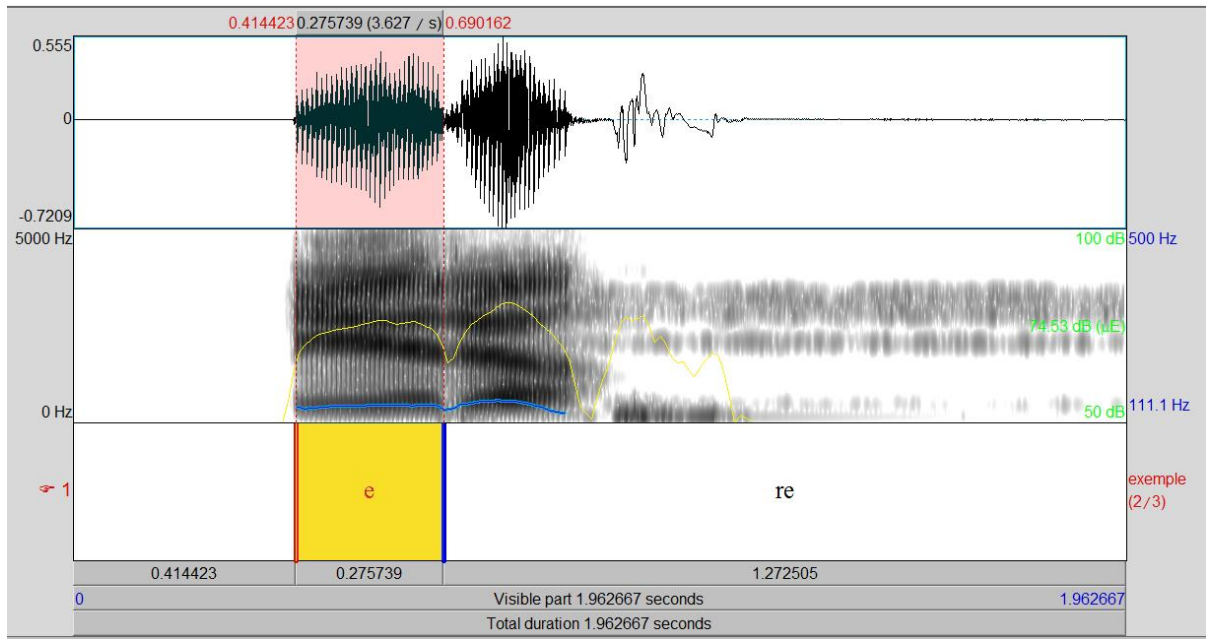 0.414423 0.275739 (3.627 / s) 0.690162
0.555
0
-0.7209
5000 Hz
100 dB
500 Hz
74.53 dB (µE)
0 Hz
50 dB
111.1 Hz
☞ 1
e
re
exemple
(2/3)
0.414423
0.275739
1.272505
0
Visible part 1.962667 seconds
1.962667
Total duration 1.962667 seconds